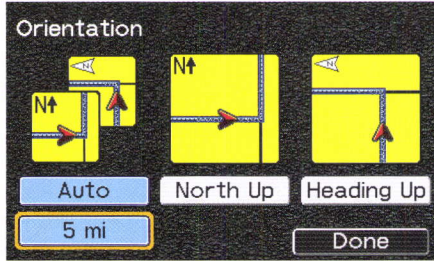 Orientation
N
N↑
N↑
N
Auto
North Up
Heading Up
5 mi
Done